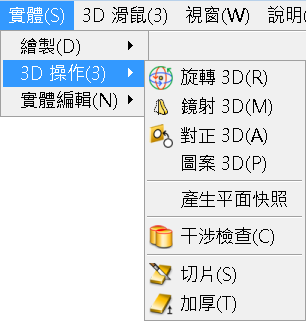 實體(S) 3D 滑鼠(3) 視窗(W) 說明(
繪製(D)
3D 操作(3)
實體編輯(N)
旋轉 3D(R)
鏡射 3D(M)
對正 3D(A)
圖案 3D(P)
產生平面快照
干涉檢查(C)
切片(S)
加厚(T)